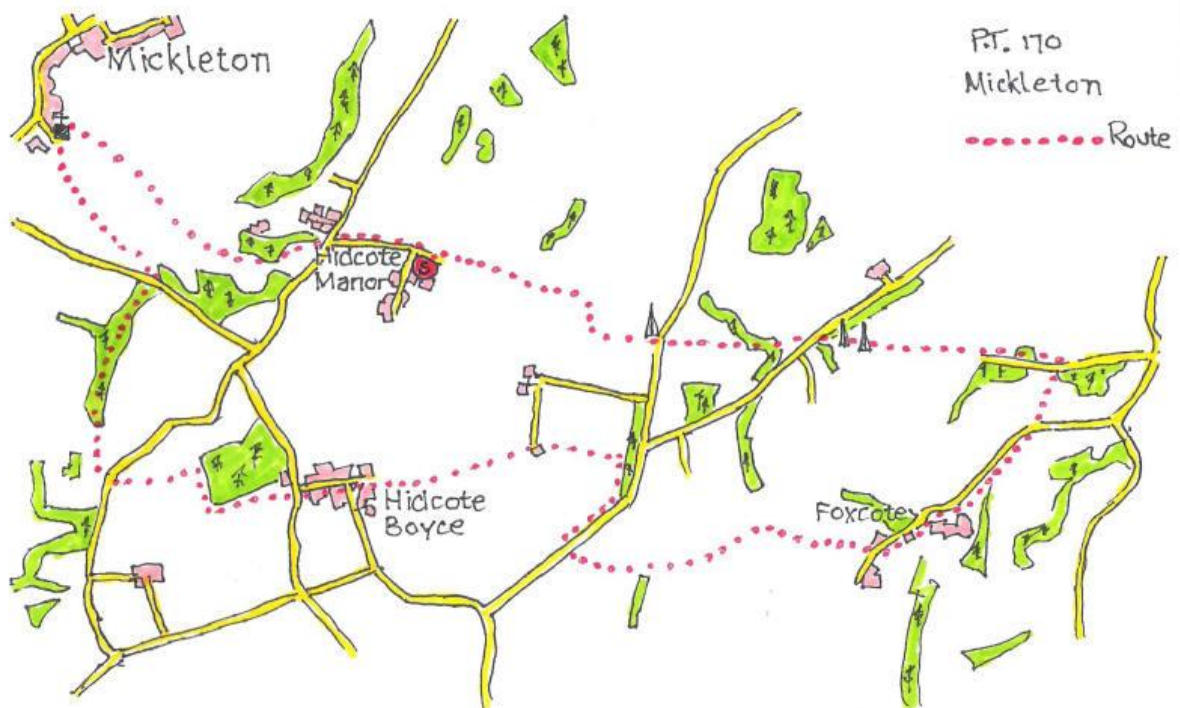 Mickleton
P.T. 170
Mickleton
Route
Hidcote
Manor
S
Hidcote
Boyce
Foxcote